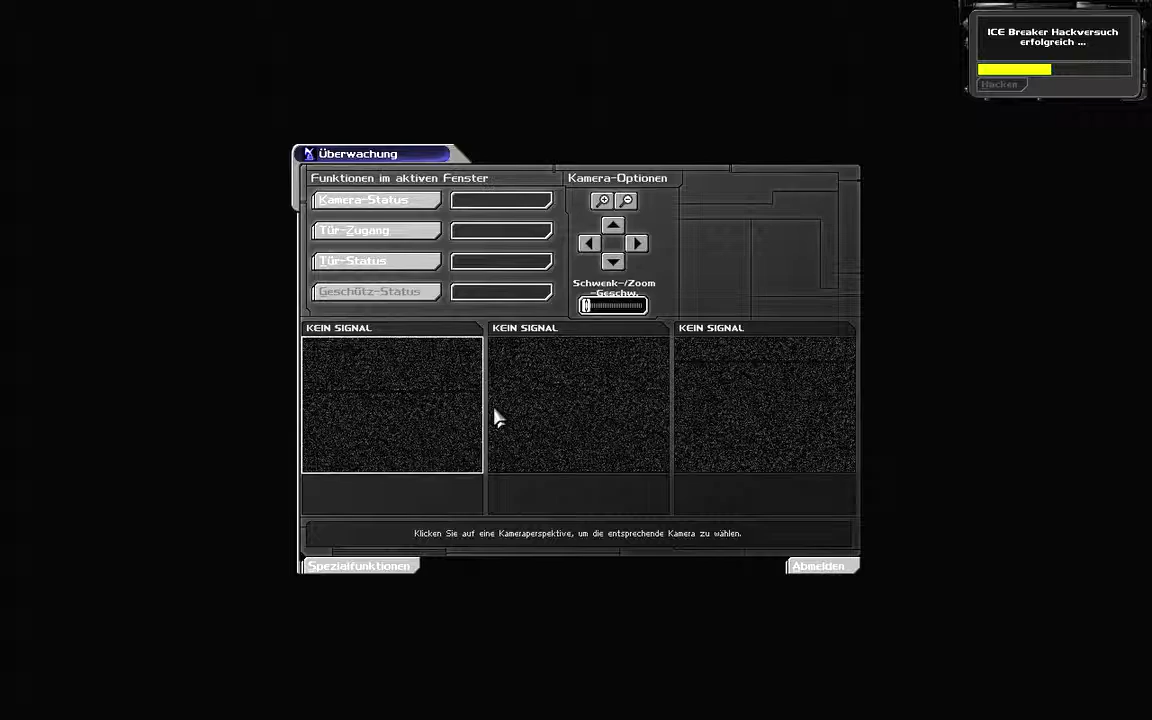 ICE Breaker Hackversuch
erfolgreich ...
Hacken
Überwachung
Funktionen im aktiven Fenster
Kamera-Optionen
Kamera-Status
Tür-Zugang
Tür-Status
Geschütz-Status
Schwenk-/Zoom
-Geschw.
KEIN SIGNAL
KEIN SIGNAL
KEIN SIGNAL
Klicken Sie auf eine Kameraperspektive, um die entsprechende Kamera zu wählen.
Spezialfunktionen
Abmelden